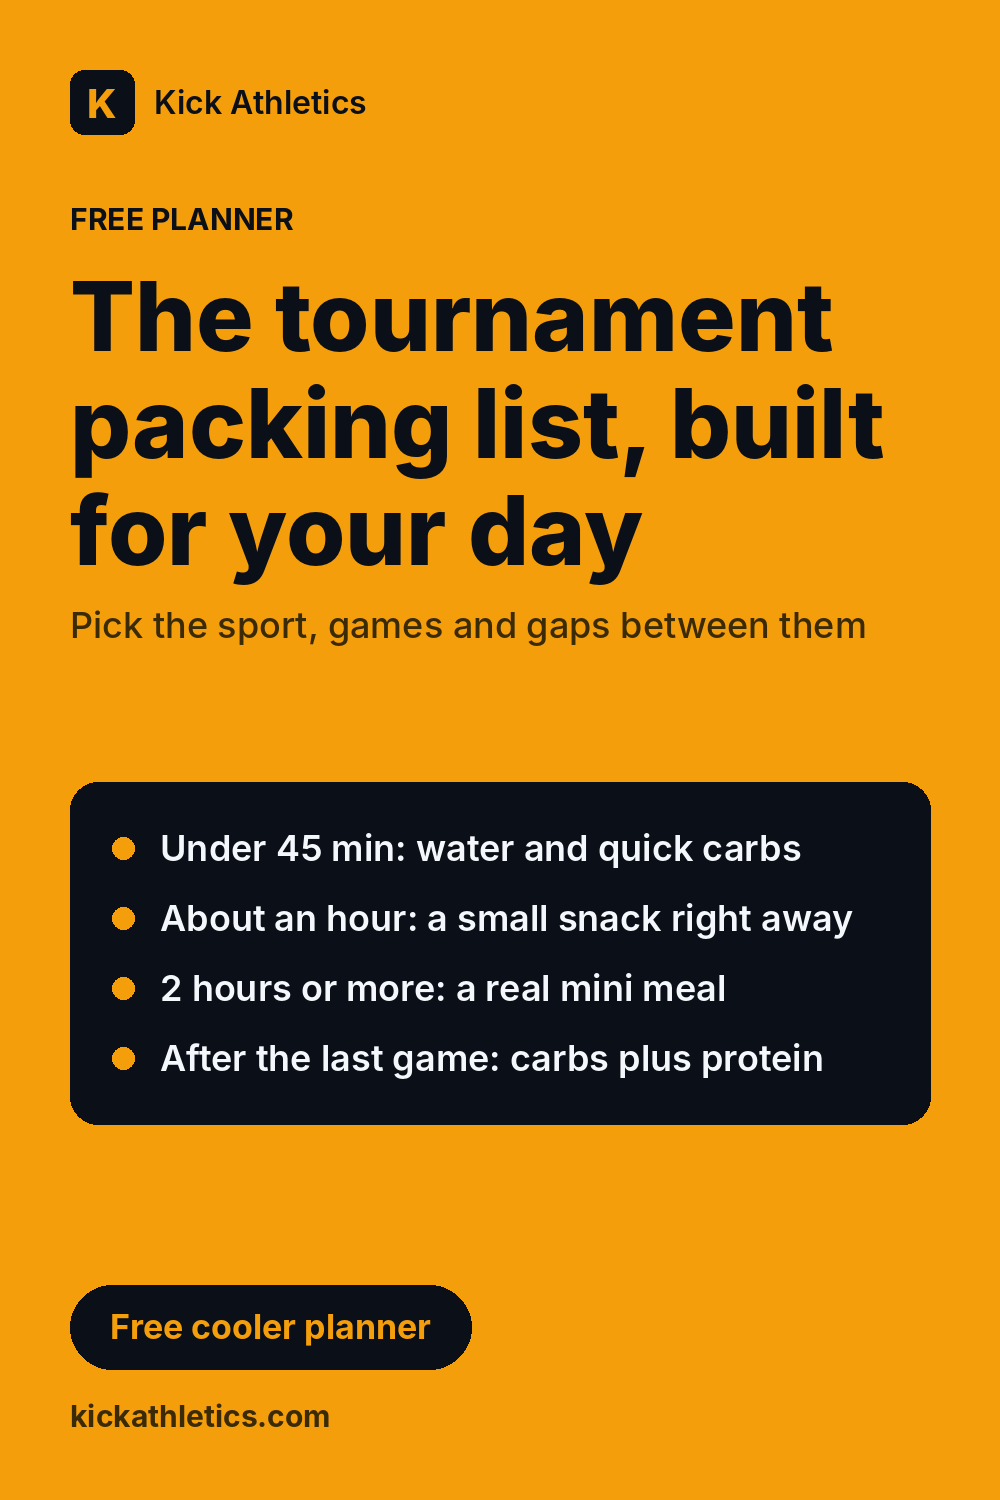 K
Kick Athletics
FREE PLANNER
The tournament
packing list, built
for your day
Pick the sport, games and gaps between them
Under 45 min: water and quick carbs
About an hour: a small snack right away
2 hours or more: a real mini meal
After the last game: carbs plus protein
Free cooler planner
kickathletics.com